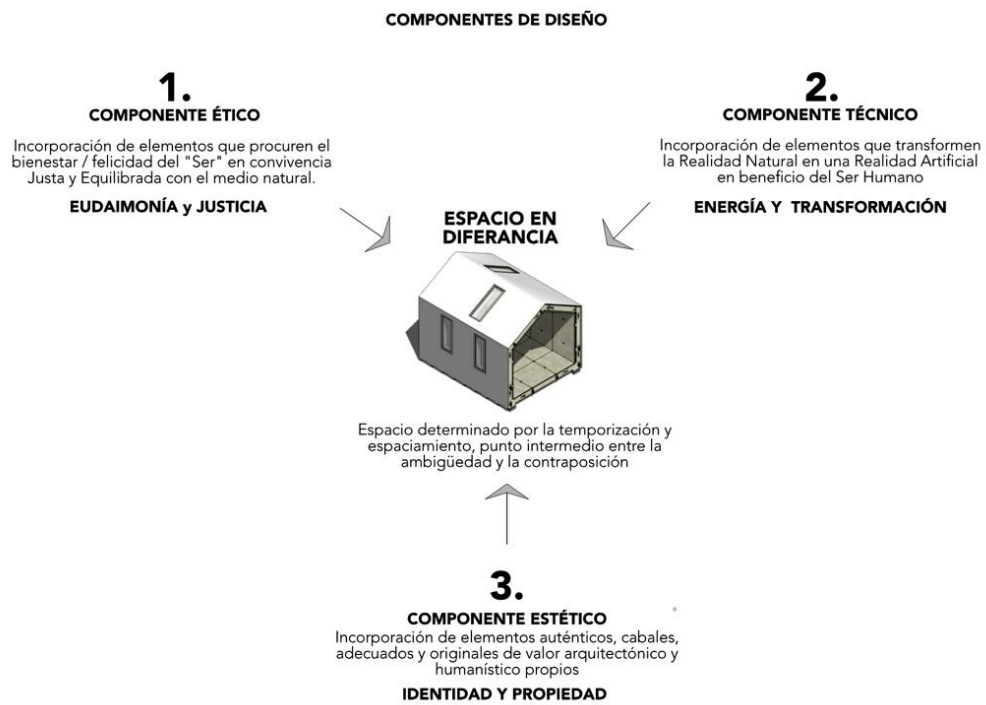 COMPONENTES DE DISEÑO
1.
COMPONENTE ÉTICO
Incorporación de elementos que procuren el
bienestar / felicidad del "Ser" en convivencia
Justa y Equilibrada con el medio natural.
EUDAIMONÍA y JUSTICIA
2.
COMPONENTE TÉCNICO
Incorporación de elementos que transformen
la Realidad Natural en una Realidad Artificial
en beneficio del Ser Humano
ENERGÍA Y TRANSFORMACIÓN
ESPACIO EN
DIFERANCIA
Espacio determinado por la temporización y
espaciamiento, punto intermedio entre la
ambigüedad y la contraposición
3.
COMPONENTE ESTÉTICO
Incorporación de elementos auténticos, cabales,
adecuados y originales de valor arquitectónico y
humanístico propios
IDENTIDAD Y PROPIEDAD